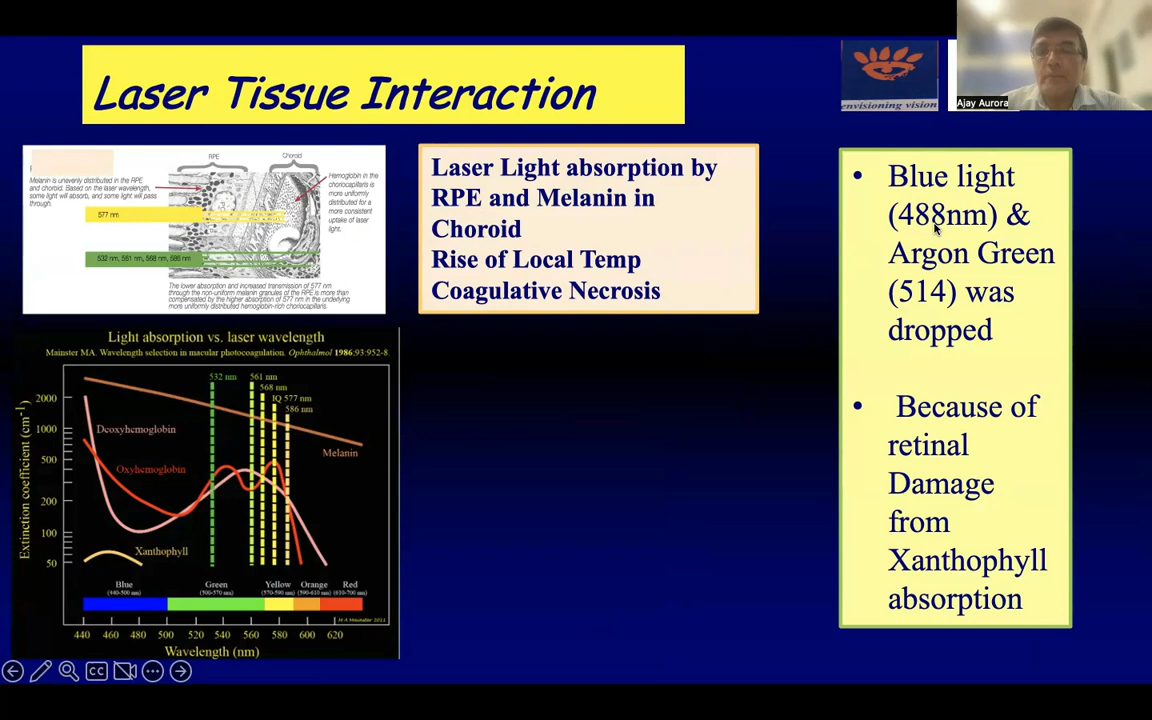 Laser Tissue Interaction
envisioning vision
Ajay Aurora
RPE
Choroid
Melanin is unevenly distributed in the RPE
and choroid. Based on the laser wavelength,
some light will absorb, and some light will pass
through.
Hemoglobin in the
choriocapillaris is
more uniformly
distributed for a
more consistent
uptake of laser
light.
577 nm
532 nm, 561 nm, 568 nm, 586 nm
The lower absorption and increased transmission of 577 nm
through the non-uniform melanin granules of the RPE is more than
compensated by the higher absorption of 577 nm in the underlying
more uniformly distributed hemoglobin-rich choriocapillaris.
Laser Light absorption by
RPE and Melanin in
Choroid
Rise of Local Temp
Coagulative Necrosis
• Blue light
(488nm) &
Argon Green
(514) was
dropped
• Because of
retinal
Damage
from
Xanthophyll
absorption
Light absorption vs. laser wavelength
Mainster MA. Wavelength selection in macular photocoagulation. Ophthalmol 1986;93:952-8.
532 nm
561 nm
568 nm
IQ 577 nm
586 nm
Extinction coefficient (cm-1)
2000
1000
500
200
100
50
Deoxyhemoglobin
Oxyhemoglobin
Melanin
Xanthophyll
Blue
(440-500 nm)
Green
(500-570 nm)
Yellow
(570-590 nm)
Orange
(590-610 nm)
Red
(610-700 nm)
M A Mainster 2011
440 460 480 500 520 540 560 580 600 620
Wavelength (nm)
CC